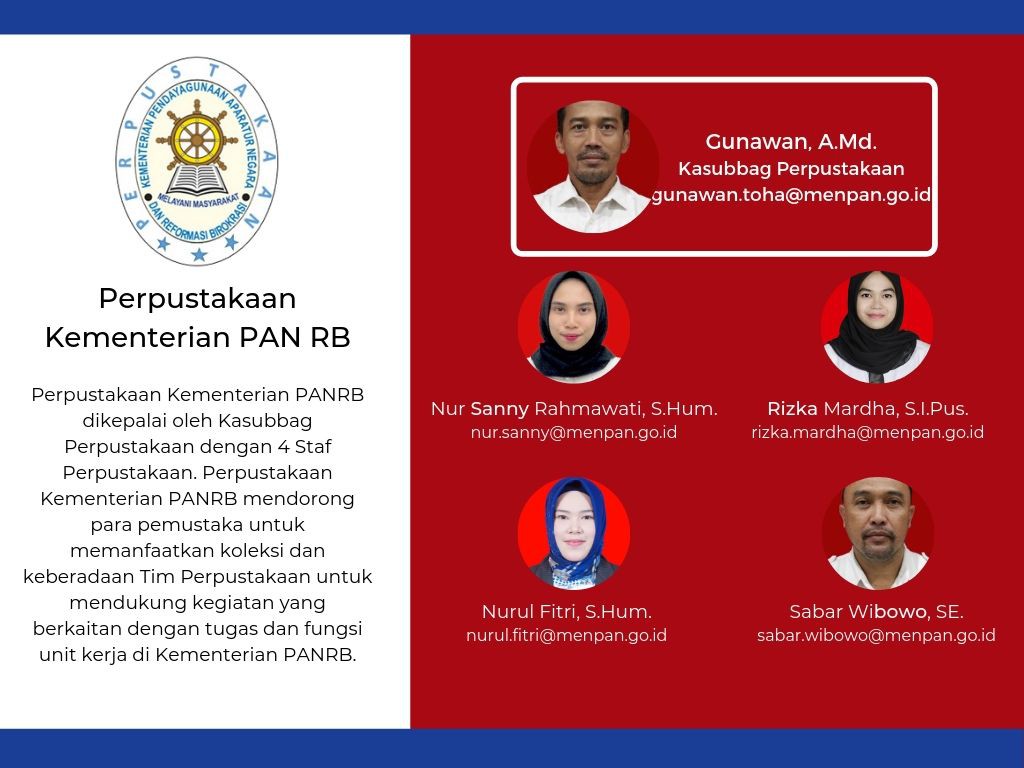 PERPUSTAKAAN
KEMENTERIAN PENDAYAGUNAAN APARATUR NEGARA
MELAYANI MASYARAKAT
DAN REFORMASI BIROKRASI
Perpustakaan
Kementerian PAN RB
Perpustakaan Kementerian PANRB
dikepalai oleh Kasubbag
Perpustakaan dengan 4 Staf
Perpustakaan. Perpustakaan
Kementerian PANRB mendorong
para pemustaka untuk
memanfaatkan koleksi dan
keberadaan Tim Perpustakaan untuk
mendukung kegiatan yang
berkaitan dengan tugas dan fungsi
unit kerja di Kementerian PANRB.
Gunawan, A.Md.
Kasubbag Perpustakaan
gunawan.toha@menpan.go.id
Nur Sanny Rahmawati, S.Hum.
nur.sanny@menpan.go.id
Rizka Mardha, S.I.Pus.
rizka.mardha@menpan.go.id
Nurul Fitri, S.Hum.
nurul.fitri@menpan.go.id
Sabar Wibowo, SE.
sabar.wibowo@menpan.go.id